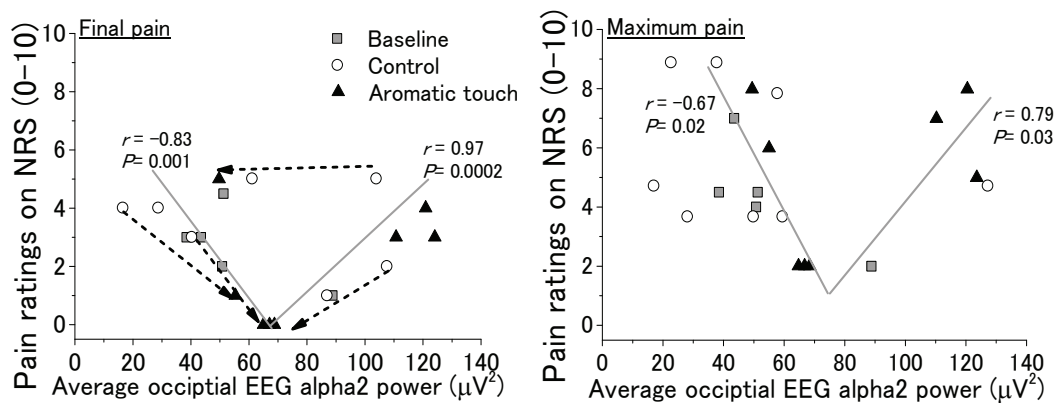 Final pain
Baseline
Control
Aromatic touch
r = -0.83
P= 0.001
r = 0.97
P= 0.0002
Pain ratings on NRS (0-10)
10
8
6
4
2
0
0 20 40 60 80 100 120 140
Average occiptial EEG alpha2 power (μV²)
Maximum pain
r = -0.67
P= 0.02
r = 0.79
P= 0.03
Pain ratings on NRS (0-10)
10
8
6
4
2
0
0 20 40 60 80 100 120 140
Average occiptial EEG alpha2 power (μV²)